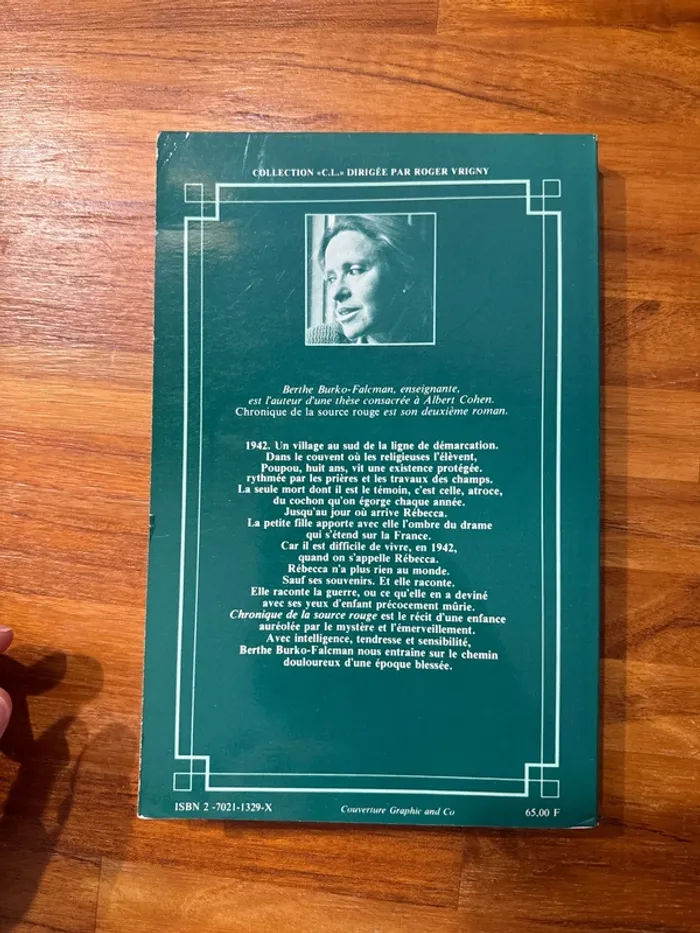 COLLECTION «C.L.» DIRIGÉE PAR ROGER VRIGNY
Berthe Burko-Falcman, enseignante,
est l'auteur d'une thèse consacrée à Albert Cohen.
Chronique de la source rouge est son deuxième roman.
1942. Un village au sud de la ligne de démarcation.
Dans le couvent où les religieuses l'élèvent,
Poupou, huit ans, vit une existence protégée.
rythmée par les prières et les travaux des champs.
La seule mort dont il est le témoin, c'est celle, atroce,
du cochon qu'on égorge chaque année.
Jusqu'au jour où arrive Rébecca.
La petite fille apporte avec elle l'ombre du drame
qui s'étend sur la France.
Car il est difficile de vivre, en 1942,
quand on s'appelle Rébecca.
Rébecca n'a plus rien au monde.
Sauf ses souvenirs. Et elle raconte.
Elle raconte la guerre, ou ce qu'elle en a deviné
avec ses yeux d'enfant précocement mûrie.
Chronique de la source rouge est le récit d'une enfance
auréolée par le mystère et l'émerveillement.
Avec intelligence, tendresse et sensibilité,
Berthe Burko-Falcman nous entraîne sur le chemin
douloureux d'une époque blessée.
ISBN 2 -7021-1329-X
Couverture Graphic and Co
65,00 F